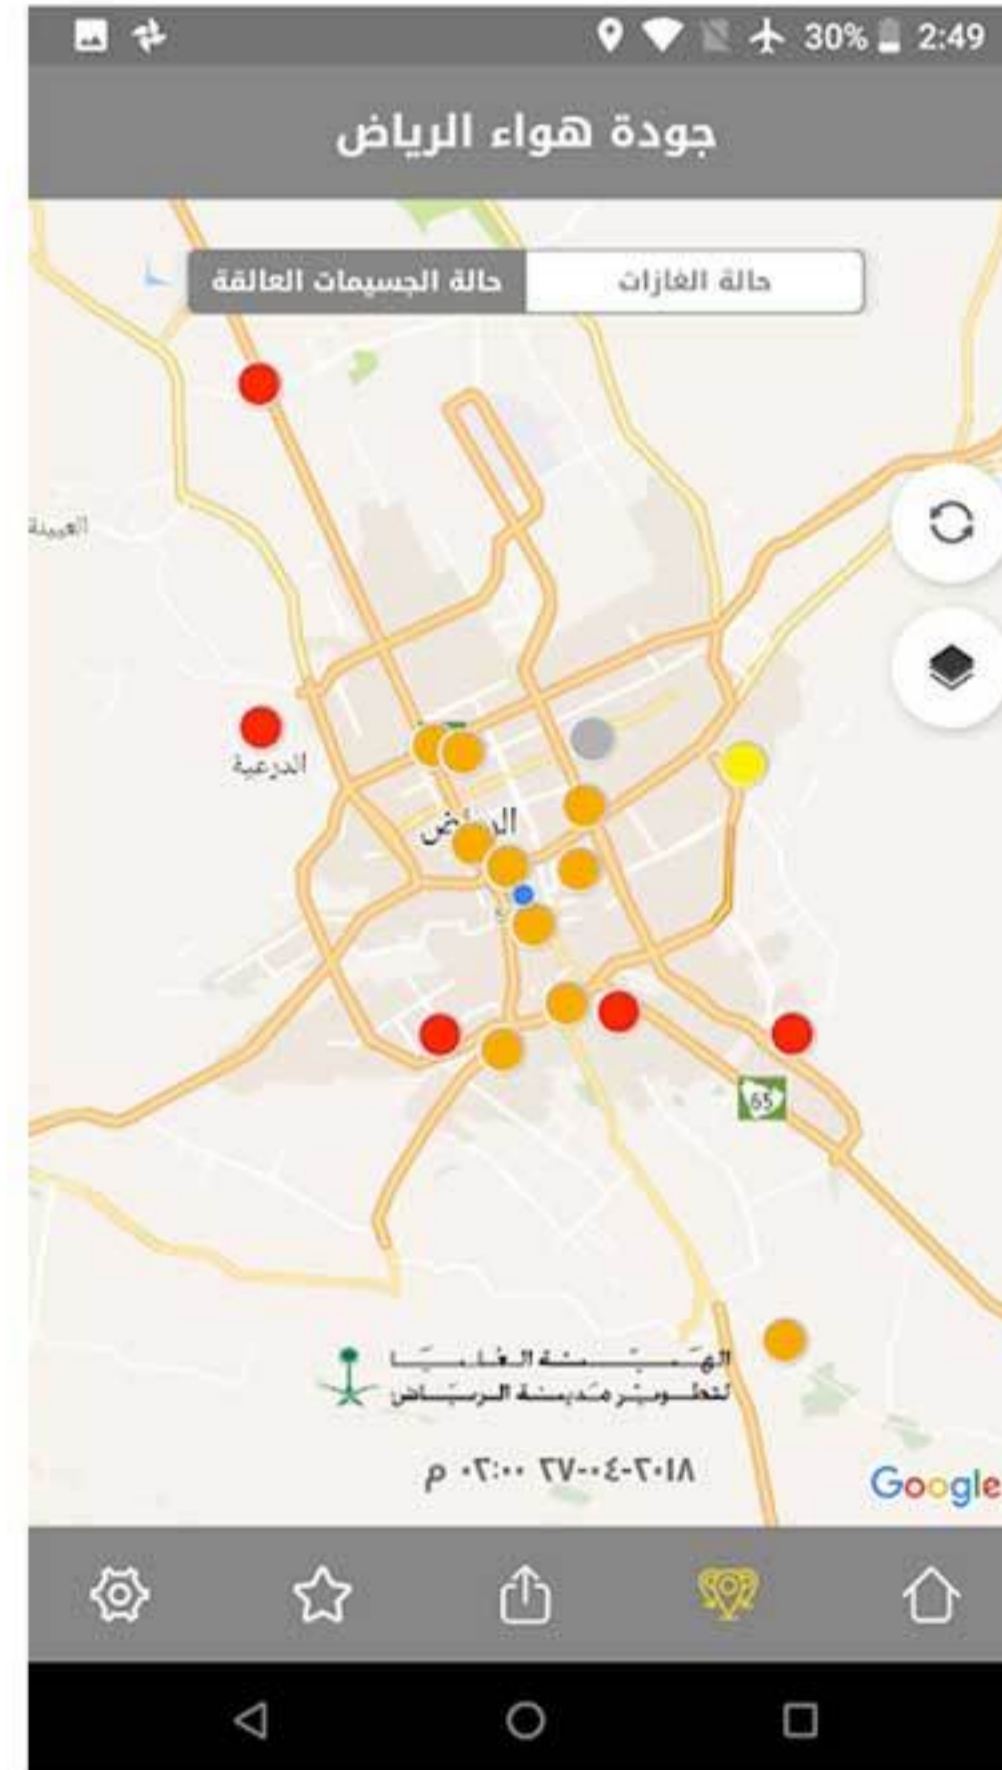 30% 2:49
جودة هواء الرياض
حالة الغازات
حالة الجسيمات العالقة
العيينة
الدرعية
الرياض
65
الهيئة العليا
لتطوير مدينة الرياض
٢٠١٨-٠٤-٢٧ ٠٢:٠٠ م
Google